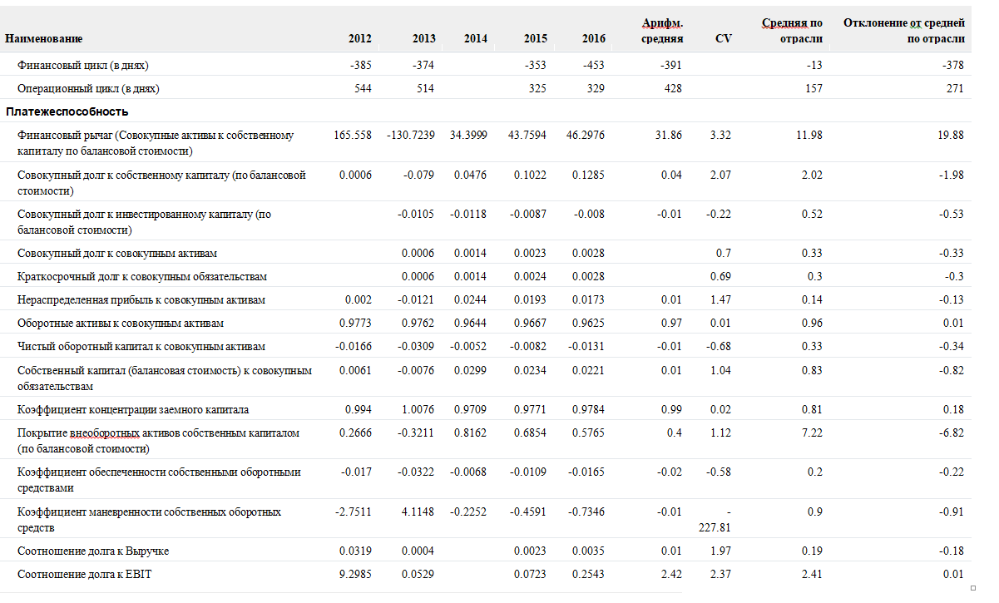 Наименование 2012 2013 2014 2015 2016 Арифм. средняя CV Средняя по отрасли Отклонение от средней по отрасли
Финансовый цикл (в днях) -385 -374 -353 -453 -391 -13 -378
Операционный цикл (в днях) 544 514 325 329 428 157 271
Платежеспособность
Финансовый рычаг (Совокупные активы к собственному 165.558 -130.7239 34.3999 43.7594 46.2976 31.86 3.32 11.98 19.88
капиталу по балансовой стоимости)
Совокупный долг к собственному капиталу (по балансовой 0.0006 -0.079 0.0476 0.1022 0.1285 0.04 2.07 2.02 -1.98
стоимости)
Совокупный долг к инвестированному капиталу (по -0.0105 -0.0118 -0.0087 -0.008 -0.01 -0.22 0.52 -0.53
балансовой стоимости)
Совокупный долг к совокупным активам 0.0006 0.0014 0.0023 0.0028 0.7 0.33 -0.33
Краткосрочный долг к совокупным обязательствам 0.0006 0.0014 0.0024 0.0028 0.69 0.3 -0.3
Нераспределенная прибыль к совокупным активам 0.002 -0.0121 0.0244 0.0193 0.0173 0.01 1.47 0.14 -0.13
Оборотные активы к совокупным активам 0.9773 0.9762 0.9644 0.9667 0.9625 0.97 0.01 0.96 0.01
Чистый оборотный капитал к совокупным активам -0.0166 -0.0309 -0.0052 -0.0082 -0.0131 -0.01 -0.68 0.33 -0.34
Собственный капитал (балансовая стоимость) к совокупным 0.0061 -0.0076 0.0299 0.0234 0.0221 0.01 1.04 0.83 -0.82
обязательствам
Коэффициент концентрации заемного капитала 0.994 1.0076 0.9709 0.9771 0.9784 0.99 0.02 0.81 0.18
Покрытие внеоборотных активов собственным капиталом 0.2666 -0.3211 0.8162 0.6854 0.5765 0.4 1.12 7.22 -6.82
(по балансовой стоимости)
Коэффициент обеспеченности собственными оборотными -0.017 -0.0322 -0.0068 -0.0109 -0.0165 -0.02 -0.58 0.2 -0.22
средствами
Коэффициент маневренности собственных оборотных -2.7511 4.1148 -0.2252 -0.4591 -0.7346 -0.01 - 0.9 -0.91
средств 227.81
Соотношение долга к Выручке 0.0319 0.0004 0.0023 0.0035 0.01 1.97 0.19 -0.18
Соотношение долга к EBIT 9.2985 0.0529 0.0723 0.2543 2.42 2.37 2.41 0.01